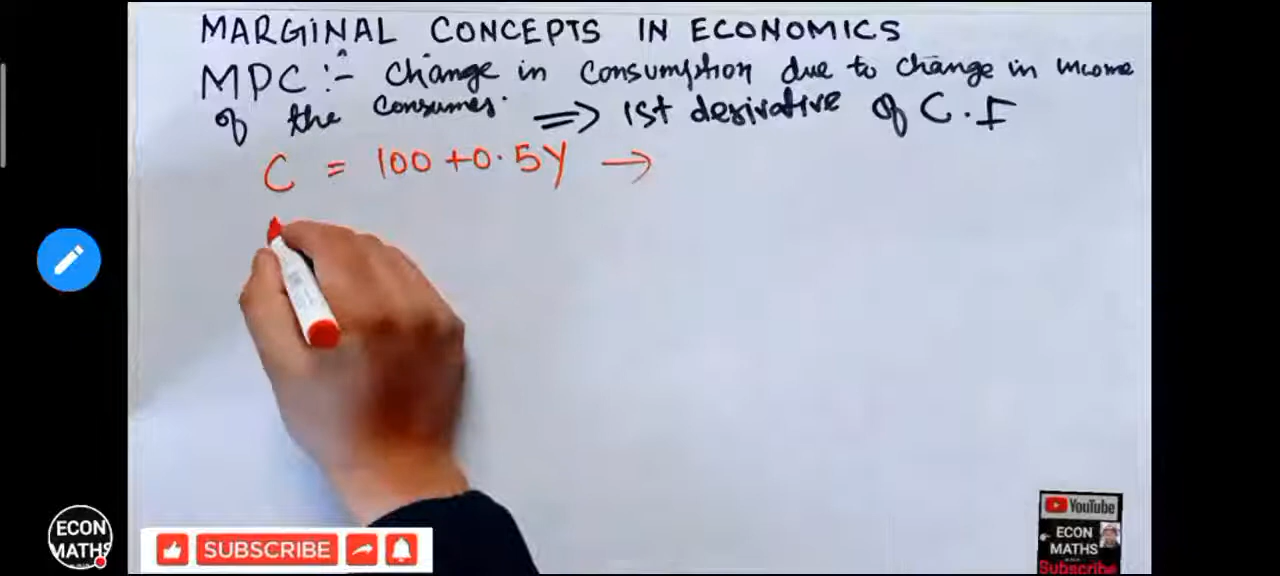 MARGINAL CONCEPTS IN ECONOMICS
MPC :- Change in Consumption due to change in income
of the Consumes. => 1st derivative of C.F
C = 100 + 0.5Y →
ECON
MATHS
SUBSCRIBE
YouTube
ECON
MATHS
Subscribe